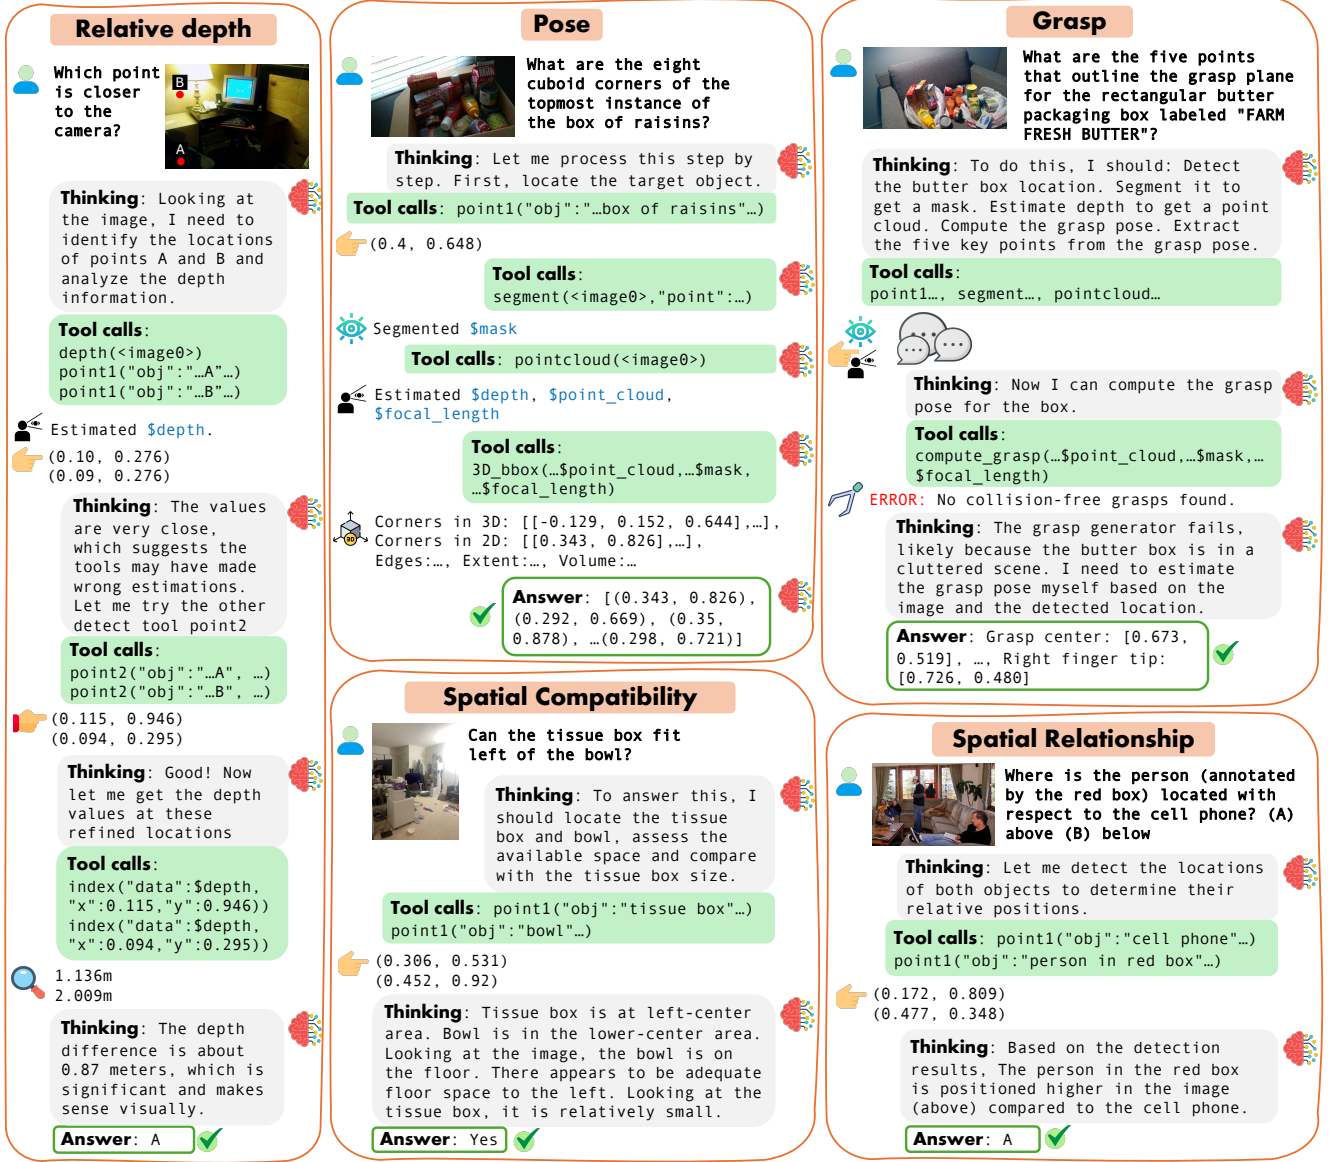 Relative depth
Which point
is closer
to the
camera?
B
A
Thinking: Looking at
the image, I need to
identify the locations
of points A and B and
analyze the depth
information.
Tool calls:
depth(<image0>)
point1("obj":"…A"…)
point1("obj":"…B"…)
Estimated $depth.
(0.10, 0.276)
(0.09, 0.276)
Thinking: The values
are very close,
which suggests the
tools may have made
wrong estimations.
Let me try the other
detect tool point2
Tool calls:
point2("obj":"…A", …)
point2("obj":"…B", …)
(0.115, 0.946)
(0.094, 0.295)
Thinking: Good! Now
let me get the depth
values at these
refined locations
Tool calls:
index("data":$depth,
"x":0.115,"y":0.946))
index("data":$depth,
"x":0.094,"y":0.295))
1.136m
2.009m
Thinking: The depth
difference is about
0.87 meters, which is
significant and makes
sense visually.
Answer: A
Pose
What are the eight
cuboid corners of the
topmost instance of
the box of raisins?
Thinking: Let me process this step by
step. First, locate the target object.
Tool calls: point1("obj":"…box of raisins"…)
(0.4, 0.648)
Tool calls:
segment(<image0>,"point":…)
Segmented $mask
Tool calls: pointcloud(<image0>)
Estimated $depth, $point_cloud,
$focal_length
Tool calls:
3D_bbox(…$point_cloud,…$mask,
…$focal_length)
3D
Corners in 3D: [[-0.129, 0.152, 0.644],…],
Corners in 2D: [[0.343, 0.826],…],
Edges:…, Extent:…, Volume:…
Answer: [(0.343, 0.826),
(0.292, 0.669), (0.35,
0.878), …(0.298, 0.721)]
Spatial Compatibility
Can the tissue box fit
left of the bowl?
Thinking: To answer this, I
should locate the tissue
box and bowl, assess the
available space and compare
with the tissue box size.
Tool calls: point1("obj":"tissue box"…)
point1("obj":"bowl"…)
(0.306, 0.531)
(0.452, 0.92)
Thinking: Tissue box is at left-center
area. Bowl is in the lower-center area.
Looking at the image, the bowl is on
the floor. There appears to be adequate
floor space to the left. Looking at the
tissue box, it is relatively small.
Answer: Yes
Grasp
What are the five points
that outline the grasp plane
for the rectangular butter
packaging box labeled "FARM
FRESH BUTTER"?
Thinking: To do this, I should: Detect
the butter box location. Segment it to
get a mask. Estimate depth to get a point
cloud. Compute the grasp pose. Extract
the five key points from the grasp pose.
Tool calls:
point1…, segment…, pointcloud…
Thinking: Now I can compute the grasp
pose for the box.
Tool calls:
compute_grasp(…$point_cloud,…$mask,…
$focal_length)
ERROR: No collision-free grasps found.
Thinking: The grasp generator fails,
likely because the butter box is in a
cluttered scene. I need to estimate
the grasp pose myself based on the
image and the detected location.
Answer: Grasp center: [0.673,
0.519], …, Right finger tip:
[0.726, 0.480]
Spatial Relationship
Where is the person (annotated
by the red box) located with
respect to the cell phone? (A)
above (B) below
Thinking: Let me detect the locations
of both objects to determine their
relative positions.
Tool calls: point1("obj":"cell phone"…)
point1("obj":"person in red box"…)
(0.172, 0.809)
(0.477, 0.348)
Thinking: Based on the detection
results, The person in the red box
is positioned higher in the image
(above) compared to the cell phone.
Answer: A